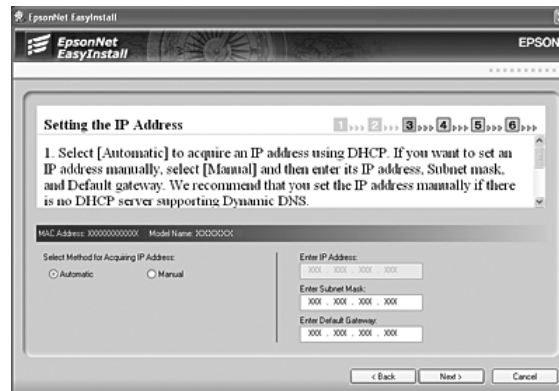 EpsonNet EasyInstall
EpsonNet
EasyInstall
EPSON
Setting the IP Address
1 2 3 4 5 6
1. Select [Automatic] to acquire an IP address using DHCP. If you want to set an
IP address manually, select [Manual] and then enter its IP address, Subnet mask,
and Default gateway. We recommend that you set the IP address manually if there
is no DHCP server supporting Dynamic DNS.
MAC Address: XXXXXXXXXXXX Model Name: XXXXXXX
Select Method for Acquiring IP Address:
Automatic Manual
Enter IP Address:
XXX . XXX . XXX . XXX
Enter Subnet Mask:
XXX . XXX . XXX . XXX
Enter Default Gateway:
XXX . XXX . XXX . XXX
< Back Next > Cancel